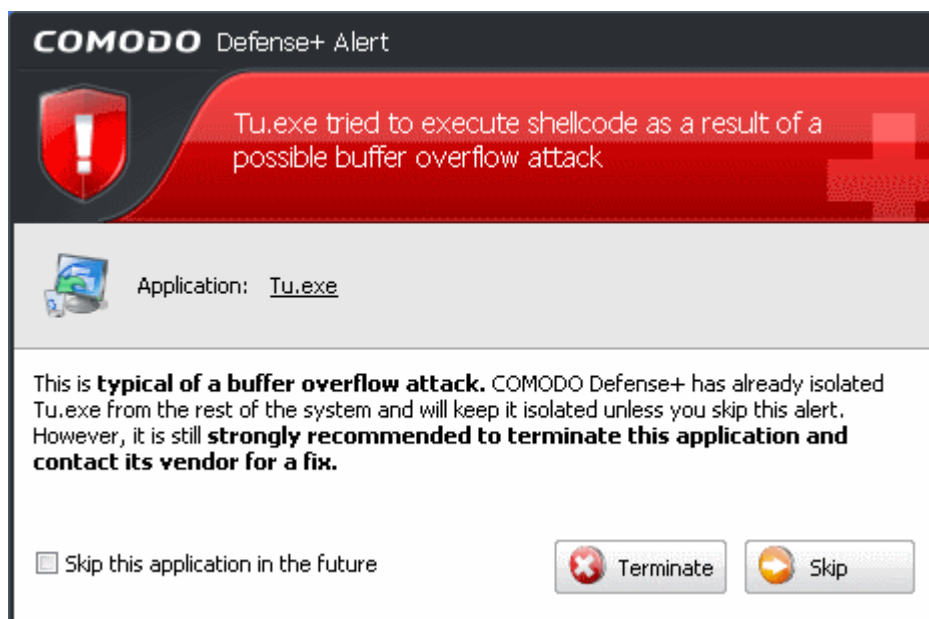 COMODO Defense+ Alert
Tu.exe tried to execute shellcode as a result of a
possible buffer overflow attack
Application: Tu.exe
This is typical of a buffer overflow attack. COMODO Defense+ has already isolated
Tu.exe from the rest of the system and will keep it isolated unless you skip this alert.
However, it is still strongly recommended to terminate this application and
contact its vendor for a fix.
Skip this application in the future
Terminate
Skip